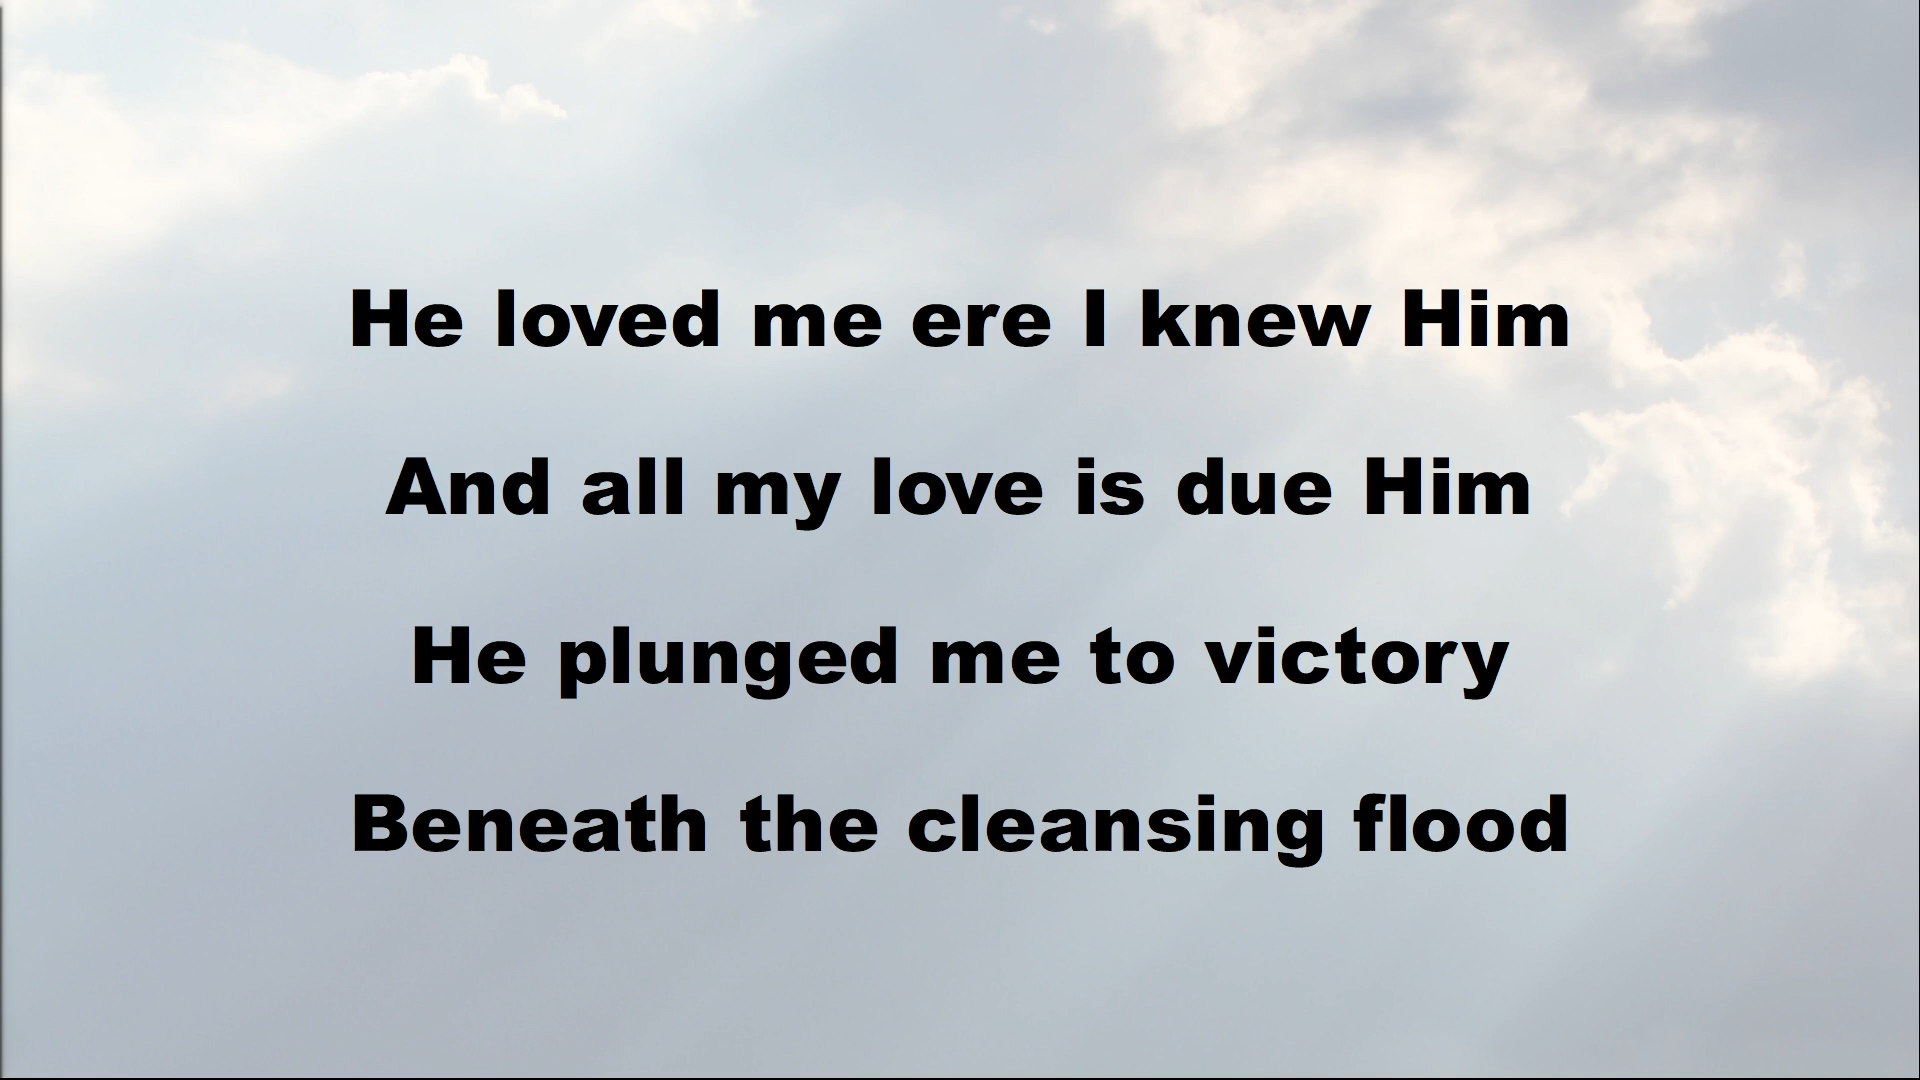 He loved me ere I knew Him
And all my love is due Him
He plunged me to victory
Beneath the cleansing flood